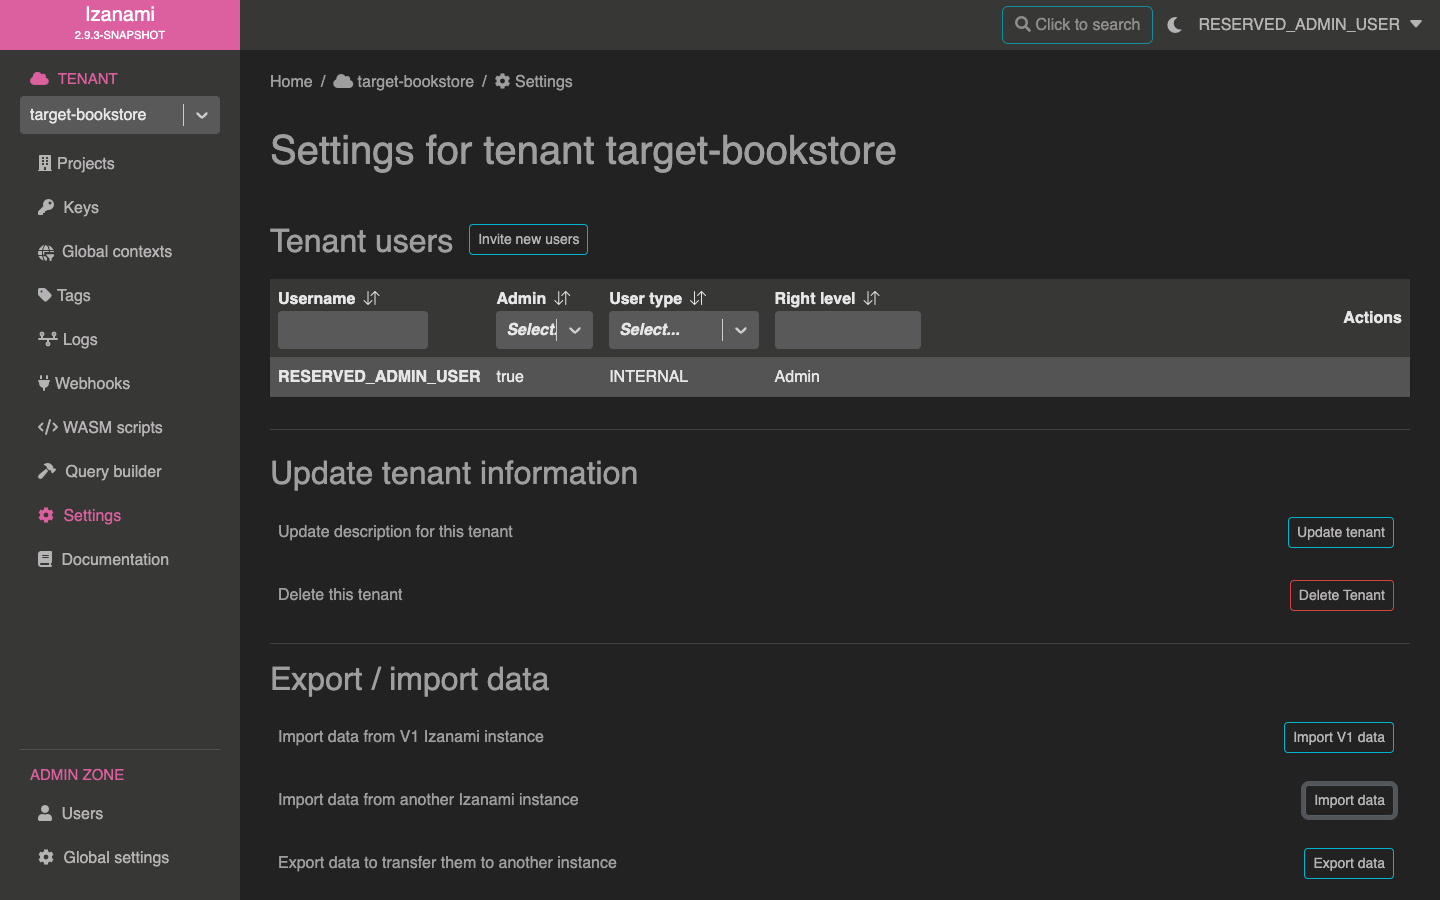 Izanami
2.9.3-SNAPSHOT
Click to search
RESERVED_ADMIN_USER
TENANT
target-bookstore
Projects
Keys
Global contexts
Tags
Logs
Webhooks
WASM scripts
Query builder
Settings
Documentation
ADMIN ZONE
Users
Global settings
Home / target-bookstore / Settings
Settings for tenant target-bookstore
Tenant users
Invite new users
Username Admin User type Right level Actions
Select... Select...
RESERVED_ADMIN_USER true INTERNAL Admin
Update tenant information
Update description for this tenant
Update tenant
Delete this tenant
Delete Tenant
Export / import data
Import data from V1 Izanami instance
Import V1 data
Import data from another Izanami instance
Import data
Export data to transfer them to another instance
Export data